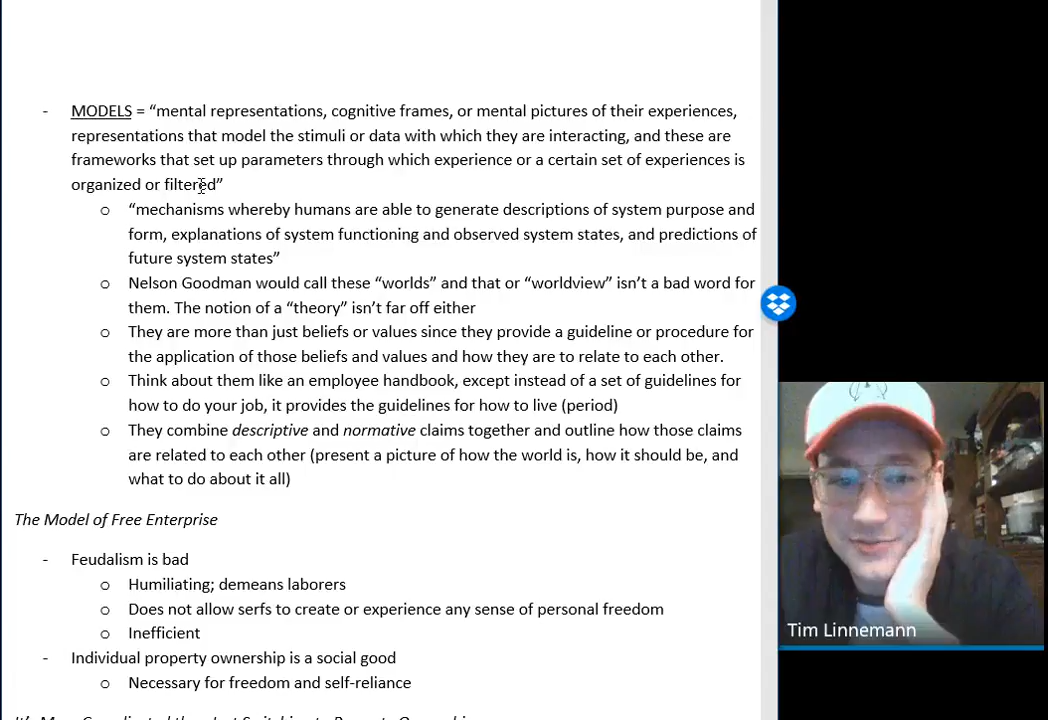 - MODELS = “mental representations, cognitive frames, or mental pictures of their experiences,
representations that model the stimuli or data with which they are interacting, and these are
frameworks that set up parameters through which experience or a certain set of experiences is
organized or filtered”
o “mechanisms whereby humans are able to generate descriptions of system purpose and
form, explanations of system functioning and observed system states, and predictions of
future system states”
o Nelson Goodman would call these “worlds” and that or “worldview” isn’t a bad word for
them. The notion of a “theory” isn’t far off either
o They are more than just beliefs or values since they provide a guideline or procedure for
the application of those beliefs and values and how they are to relate to each other.
o Think about them like an employee handbook, except instead of a set of guidelines for
how to do your job, it provides the guidelines for how to live (period)
o They combine descriptive and normative claims together and outline how those claims
are related to each other (present a picture of how the world is, how it should be, and
what to do about it all)
The Model of Free Enterprise
- Feudalism is bad
o Humiliating; demeans laborers
o Does not allow serfs to create or experience any sense of personal freedom
o Inefficient
- Individual property ownership is a social good
o Necessary for freedom and self-reliance
Tim Linnemann